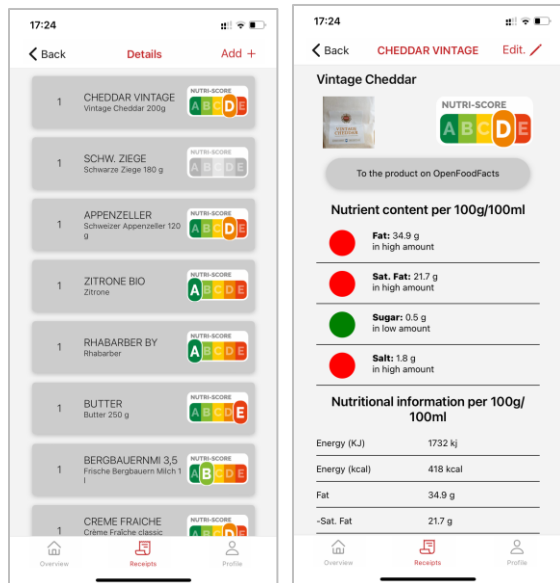 17:24
Back
Details
Add +
1
CHEDDAR VINTAGE
Vintage Cheddar 200g
NUTRI-SCORE
A B C D E
1
SCHW. ZIEGE
Schwarze Ziege 180 g
NUTRI-SCORE
A B C D E
1
APPENZELLER
Schweizer Appenzeller 120
g
NUTRI-SCORE
A B C D E
1
ZITRONE BIO
Zitrone
NUTRI-SCORE
A B C D E
1
RHABARBER BY
Rhabarber
NUTRI-SCORE
A B C D E
1
BUTTER
Butter 250 g
NUTRI-SCORE
A B C D E
1
BERGBAUERNMI 3,5
Frische Bergbauern Milch 1
l
NUTRI-SCORE
A B C D E
1
CREME FRAICHE
Crème Fraîche classic
NUTRI-SCORE
A B C D E
Overview
Receipts
Profile
17:24
Back
CHEDDAR VINTAGE
Edit.
Vintage Cheddar
VINTAGE
CHEDDAR
NUTRI-SCORE
A B C D E
To the product on OpenFoodFacts
Nutrient content per 100g/100ml
Fat: 34.9 g
in high amount
Sat. Fat: 21.7 g
in high amount
Sugar: 0.5 g
in low amount
Salt: 1.8 g
in high amount
Nutritional information per 100g/
100ml
Energy (KJ) 1732 kj
Energy (kcal) 418 kcal
Fat 34.9 g
-Sat. Fat 21.7 g
Overview
Receipts
Profile